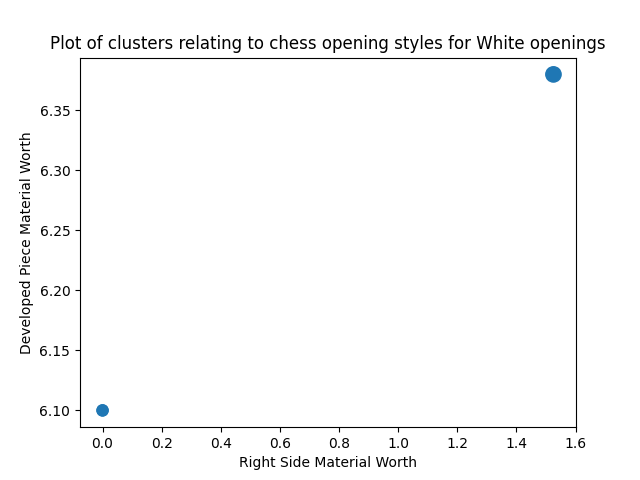 Plot of clusters relating to chess opening styles for White openings
Developed Piece Material Worth
6.35
6.30
6.25
6.20
6.15
6.10
0.0 0.2 0.4 0.6 0.8 1.0 1.2 1.4 1.6
Right Side Material Worth